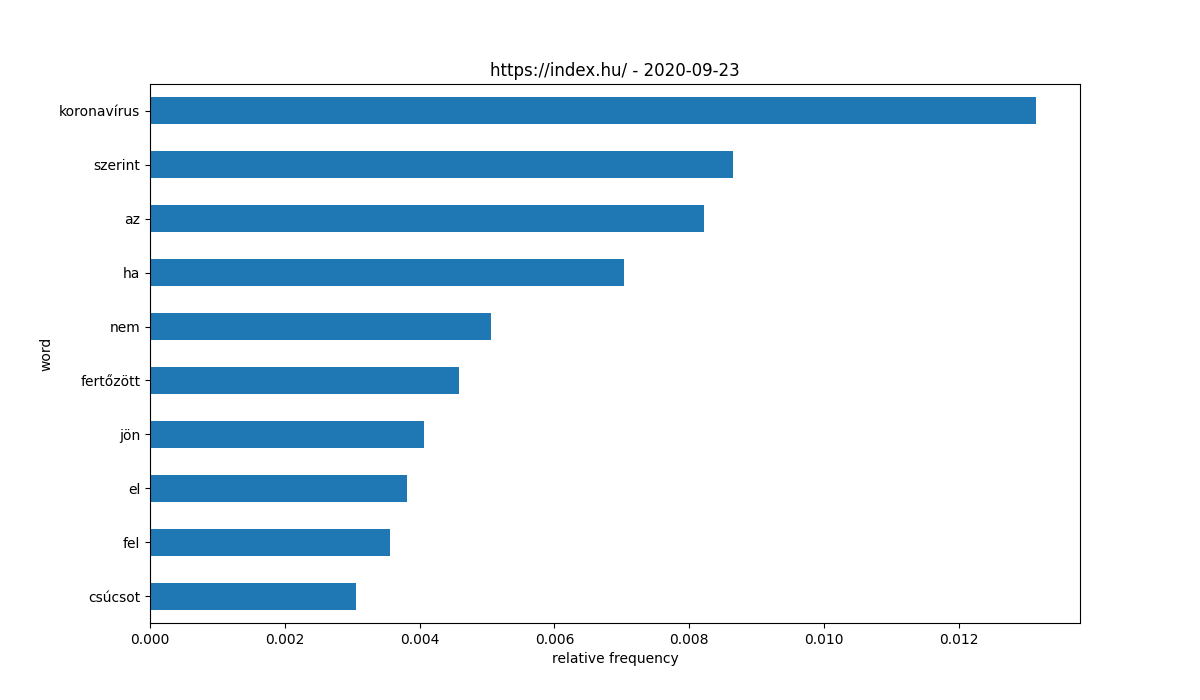 https://index.hu/ - 2020-09-23
word
koronavírus
szerint
az
ha
nem
fertőzött
jön
el
fel
csúcsot
0.000 0.002 0.004 0.006 0.008 0.010 0.012
relative frequency